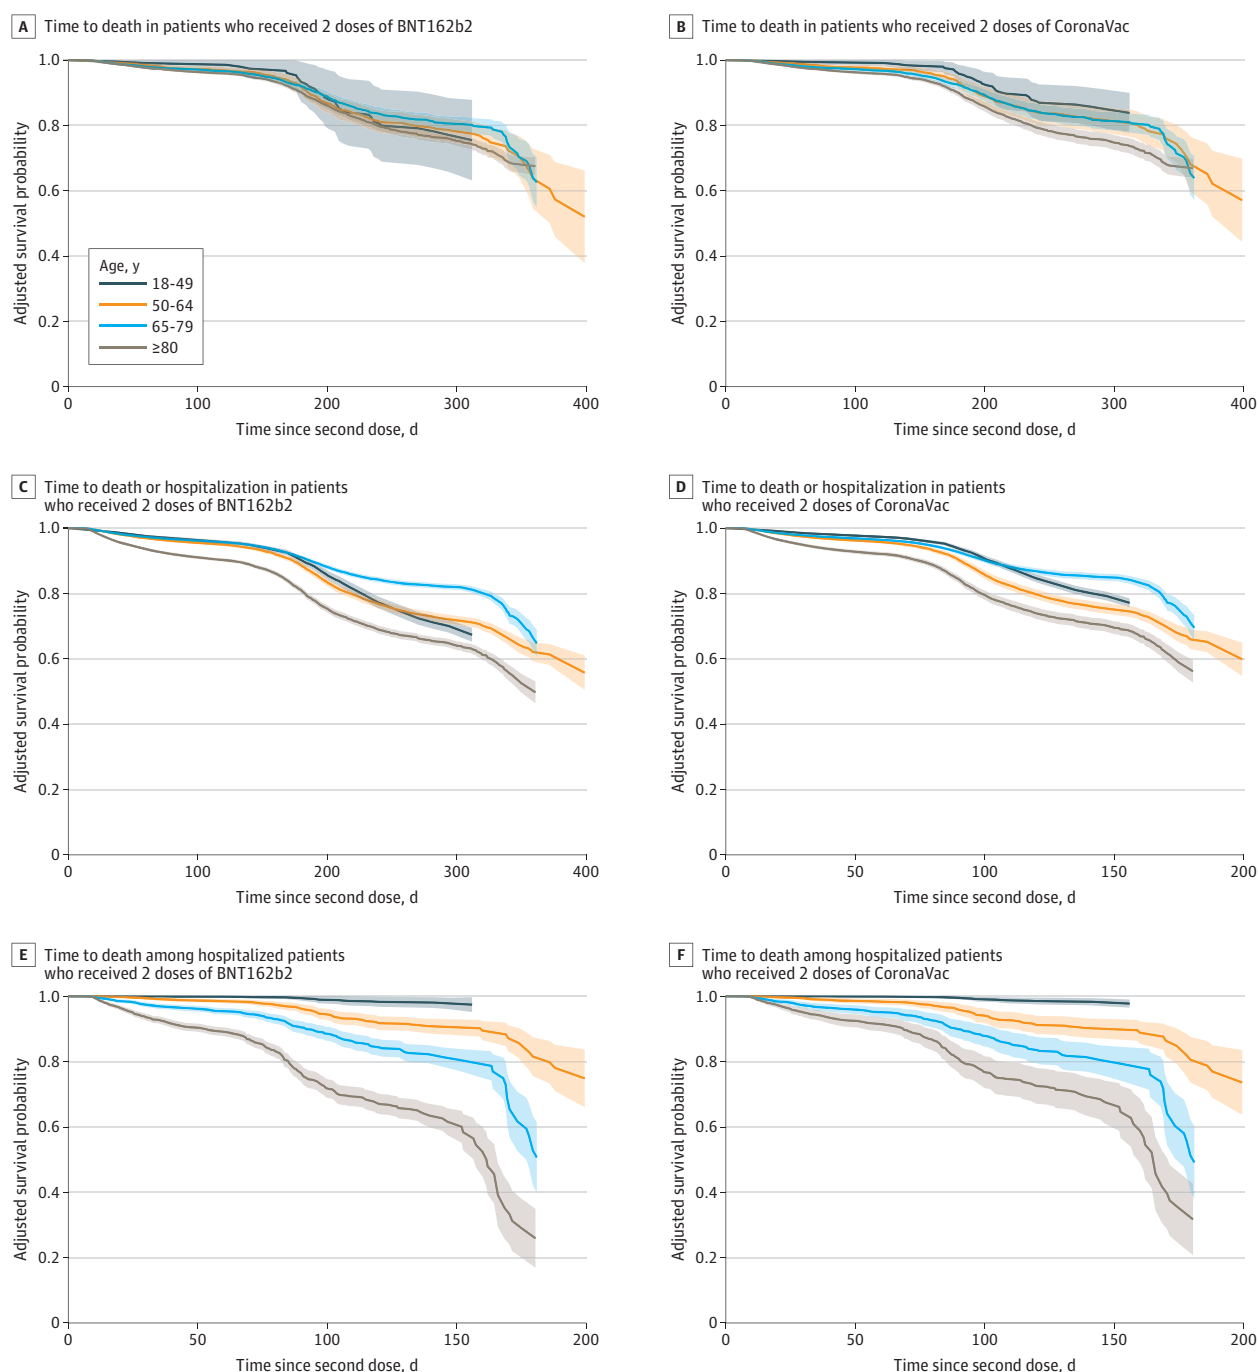 A Time to death in patients who received 2 doses of BNT162b2
1.0
0.8
0.6
0.4
0.2
0
Adjusted survival probability
Age, y
18-49
50-64
65-79
≥80
0 100 200 300 400
Time since second dose, d
B Time to death in patients who received 2 doses of CoronaVac
1.0
0.8
0.6
0.4
0.2
0
Adjusted survival probability
0 100 200 300 400
Time since second dose, d
C Time to death or hospitalization in patients
who received 2 doses of BNT162b2
1.0
0.8
0.6
0.4
0.2
0
Adjusted survival probability
0 100 200 300 400
Time since second dose, d
D Time to death or hospitalization in patients
who received 2 doses of CoronaVac
1.0
0.8
0.6
0.4
0.2
0
Adjusted survival probability
0 50 100 150 200
Time since second dose, d
E Time to death among hospitalized patients
who received 2 doses of BNT162b2
1.0
0.8
0.6
0.4
0.2
0
Adjusted survival probability
0 50 100 150 200
Time since second dose, d
F Time to death among hospitalized patients
who received 2 doses of CoronaVac
1.0
0.8
0.6
0.4
0.2
0
Adjusted survival probability
0 50 100 150 200
Time since second dose, d